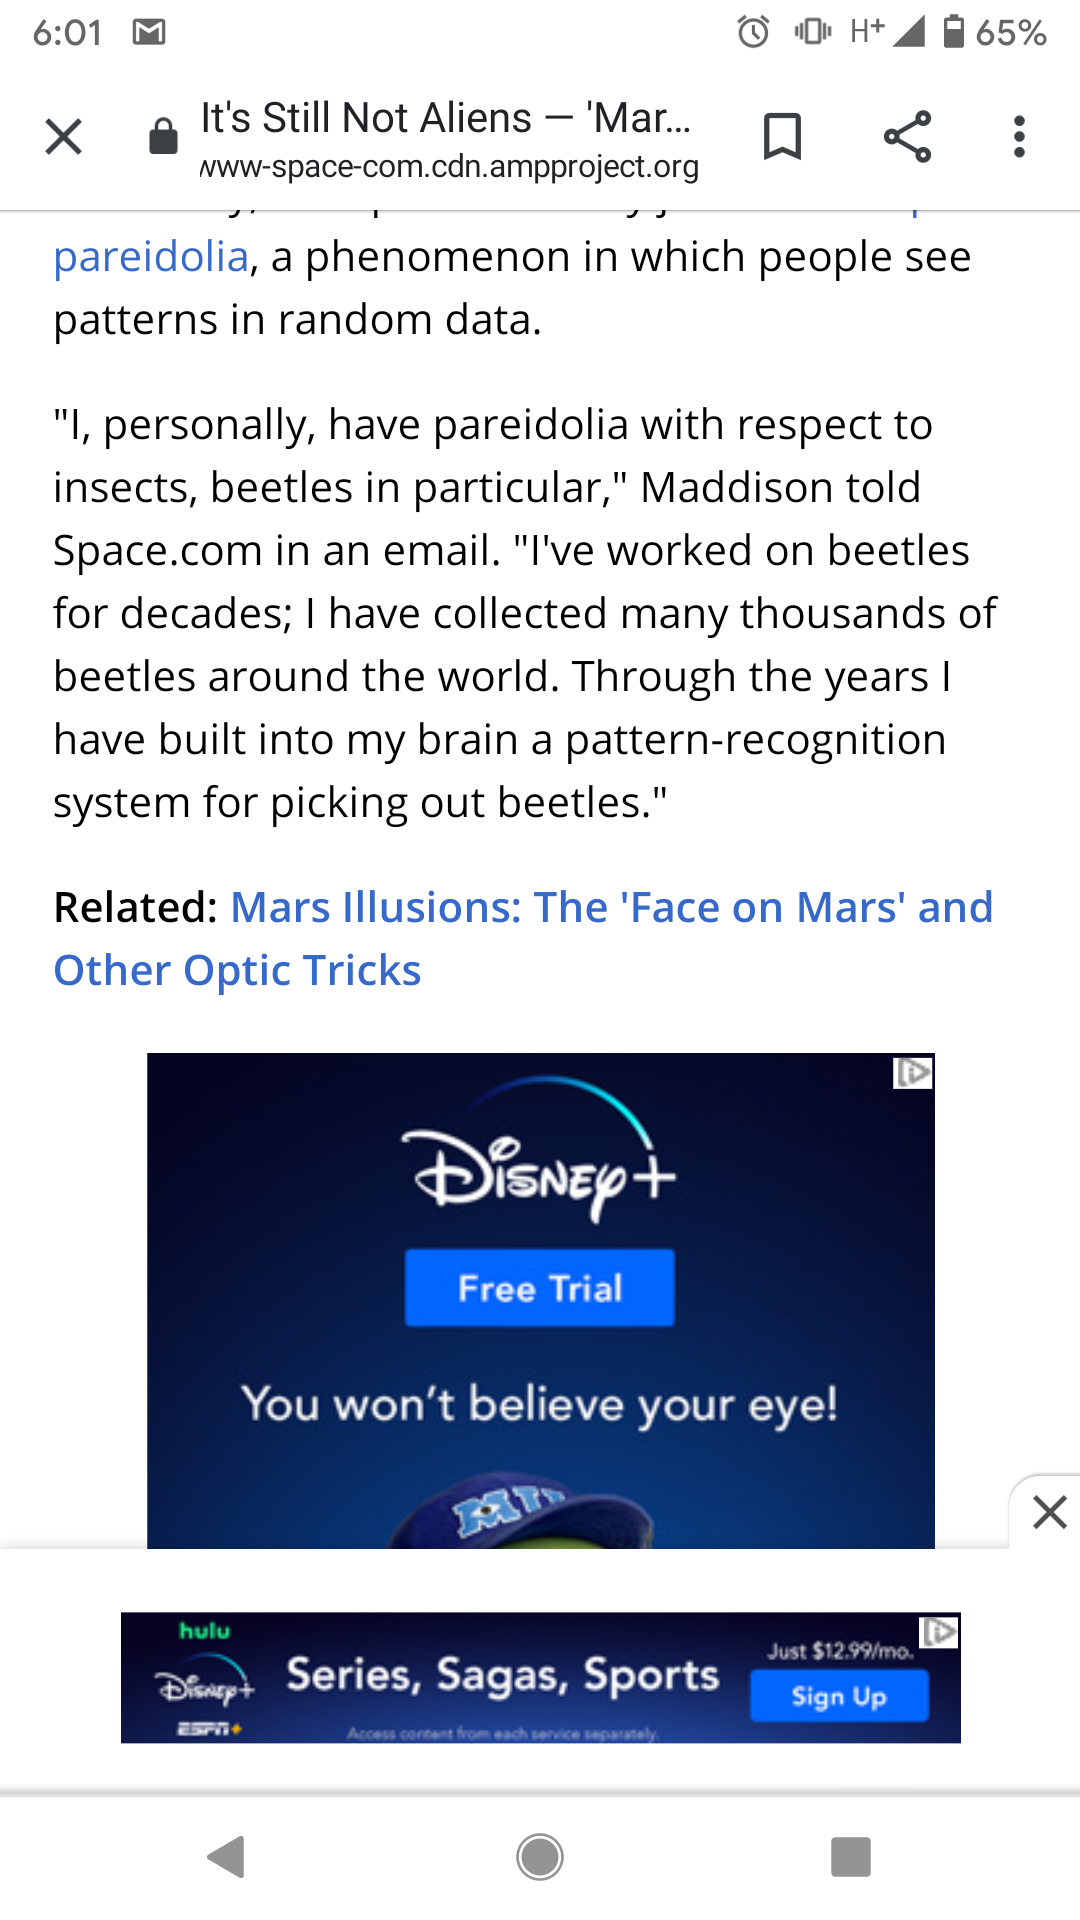 6:01
H+
65%
It's Still Not Aliens — 'Mar...
www-space-com.cdn.ampproject.org
pareidolia, a phenomenon in which people see
patterns in random data.
"I, personally, have pareidolia with respect to
insects, beetles in particular," Maddison told
Space.com in an email. "I've worked on beetles
for decades; I have collected many thousands of
beetles around the world. Through the years I
have built into my brain a pattern-recognition
system for picking out beetles."
Related: Mars Illusions: The 'Face on Mars' and
Other Optic Tricks
Disney+
Free Trial
You won't believe your eye!
MU
hulu
Disney+
ESPN+
Series, Sagas, Sports
Access content from each service separately.
Just $12.99/mo.
Sign Up